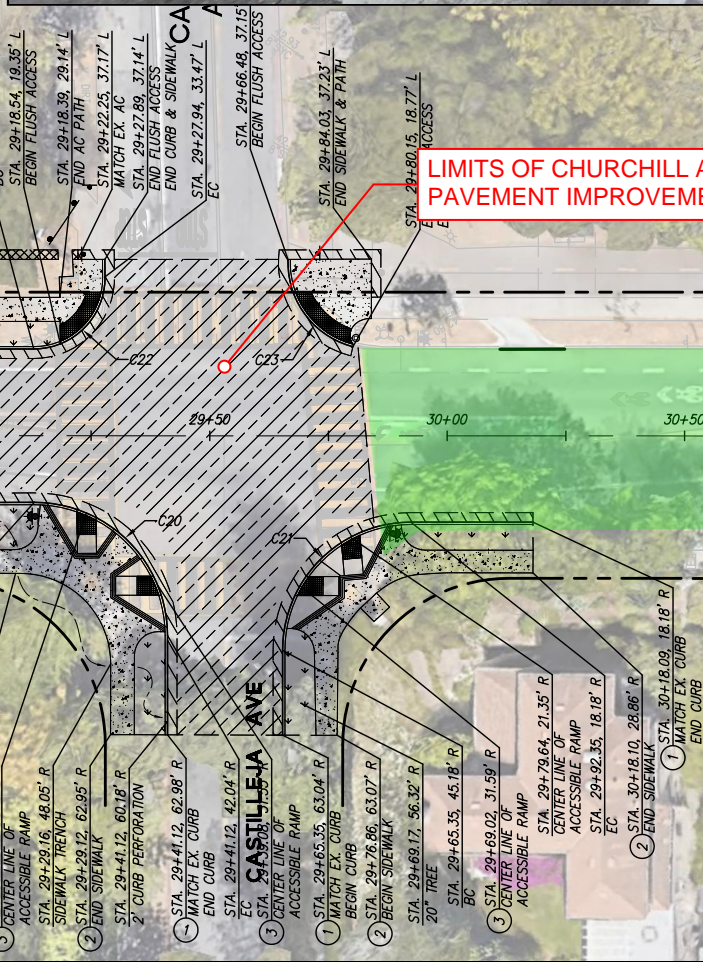 STA. 29+18.54, 19.35' L
BEGIN FLUSH ACCESS
STA. 29+18.39, 29.14' L
END AC PATH
STA. 29+22.25, 37.17' L
MATCH EX. AC
STA. 29+27.89, 37.14' L
END FLUSH ACCESS
END CURB & SIDEWALK
STA. 29+27.94, 33.47' L
EC
CA
A
STA. 29+66.48, 37.15'
BEGIN FLUSH ACCESS
STA. 29+84.03, 37.23' L
END SIDEWALK & PATH
STA. 29+80.15, 18.77' L
ACCESS
LIMITS OF CHURCHILL A
PAVEMENT IMPROVEME
C22
C23
29+50
30+00
30+50
C20
C21
CASTILLEJA AVE
3 CENTER LINE OF
ACCESSIBLE RAMP
STA. 29+29.16, 48.05' R
SIDEWALK TRENCH
STA. 29+29.12, 62.95' R
2 END SIDEWALK
STA. 29+41.12, 60.18' R
2' CURB PERFORATION
STA. 29+41.12, 62.98' R
1 MATCH EX. CURB
END CURB
STA. 29+41.12, 42.04' R
EC
3 CENTER LINE OF
ACCESSIBLE RAMP
STA. 29+65.35, 63.04' R
1 MATCH EX. CURB
BEGIN CURB
STA. 29+76.86, 63.07' R
2 BEGIN SIDEWALK
STA. 29+69.17, 56.32' R
20" TREE
STA. 29+65.35, 45.18' R
BC
STA. 29+69.02, 31.59' R
3 CENTER LINE OF
ACCESSIBLE RAMP
STA. 29+79.64, 21.35' R
CENTER LINE OF
ACCESSIBLE RAMP
STA. 29+92.35, 18.18' R
EC
STA. 30+18.10, 28.86' R
2 END SIDEWALK
STA. 30+18.09, 18.18' R
1 MATCH EX. CURB
END CURB